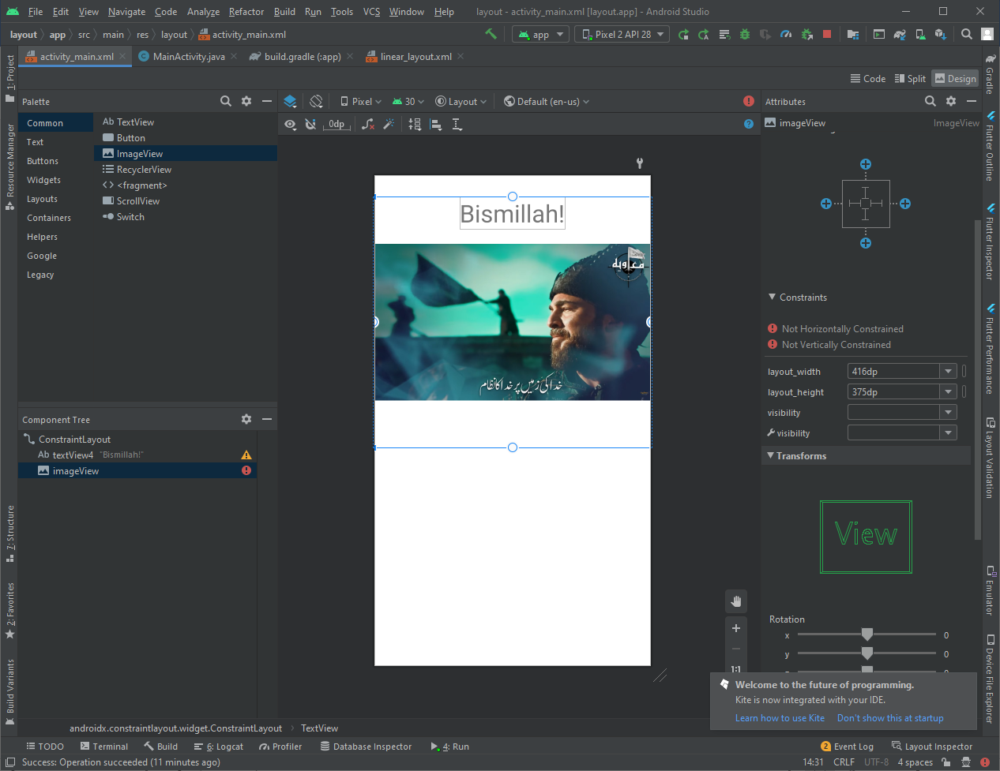 File Edit View Navigate Code Analyze Refactor Build Run Tools VCS Window Help layout - activity_main.xml [layout.app] - Android Studio
layout app src main res layout activity_main.xml app Pixel 2 API 28
activity_main.xml MainActivity.java build.gradle (:app) linear_layout.xml
Code Split Design
Palette
Common
Text
Buttons
Widgets
Layouts
Containers
Helpers
Google
Legacy
Ab TextView
Button
ImageView
RecyclerView
<fragment>
ScrollView
Switch
Pixel 30 Layout Default (en-us)
0dp
Bismillah!
معاویہ
خدا کی زمیں پر خدا کا نظام
Component Tree
ConstraintLayout
Ab textView4 "Bismillah!"
imageView
Attributes
imageView ImageView
Constraints
Not Horizontally Constrained
Not Vertically Constrained
layout_width 416dp
layout_height 375dp
visibility
visibility
Transforms
View
Rotation
x 0
y 0
1:1
Welcome to the future of programming.
Kite is now integrated with your IDE.
Learn how to use Kite Don't show this at startup
1: Project
Resource Manager
7: Structure
2: Favorites
Build Variants
Gradle
Flutter Outline
Flutter Inspector
Flutter Performance
Layout Validation
Emulator
Device File Explorer
androidx.constraintlayout.widget.ConstraintLayout TextView
TODO Terminal Build 6: Logcat Profiler Database Inspector 4: Run 2 Event Log Layout Inspector
Success: Operation succeeded (11 minutes ago) 14:31 CRLF UTF-8 4 spaces